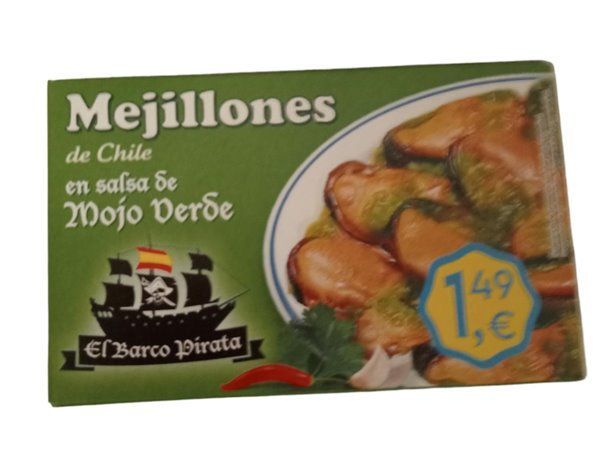 Mejillones
de Chile
en salsa de
Mojo Verde
El Barco Pirata
1,49
€